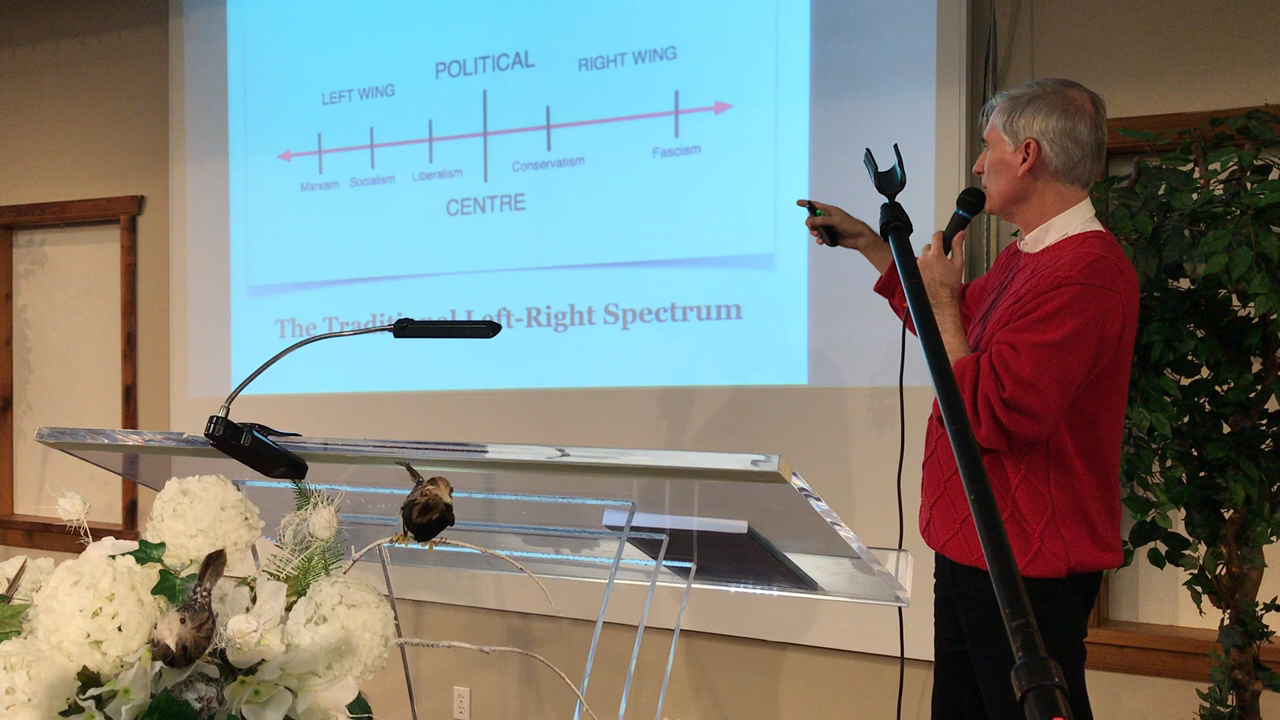 POLITICAL
LEFT WING
RIGHT WING
Marxism
Socialism
Liberalism
Conservatism
Fascism
CENTRE
The Traditional Left-Right Spectrum